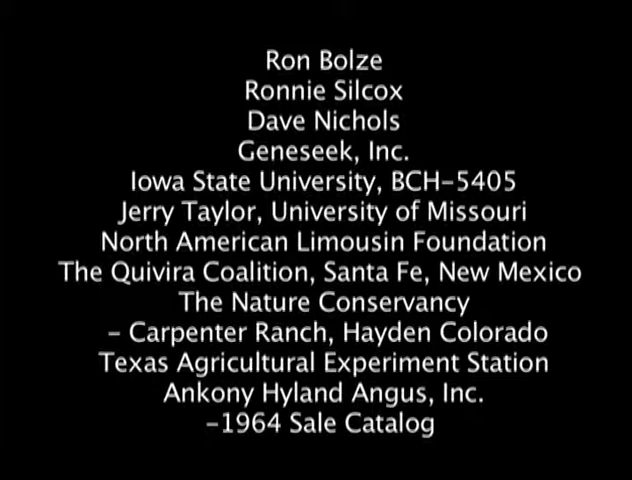 Ron Bolze
Ronnie Silcox
Dave Nichols
Geneseek, Inc.
Iowa State University, BCH-5405
Jerry Taylor, University of Missouri
North American Limousin Foundation
The Quivira Coalition, Santa Fe, New Mexico
The Nature Conservancy
- Carpenter Ranch, Hayden Colorado
Texas Agricultural Experiment Station
Ankony Hyland Angus, Inc.
-1964 Sale Catalog